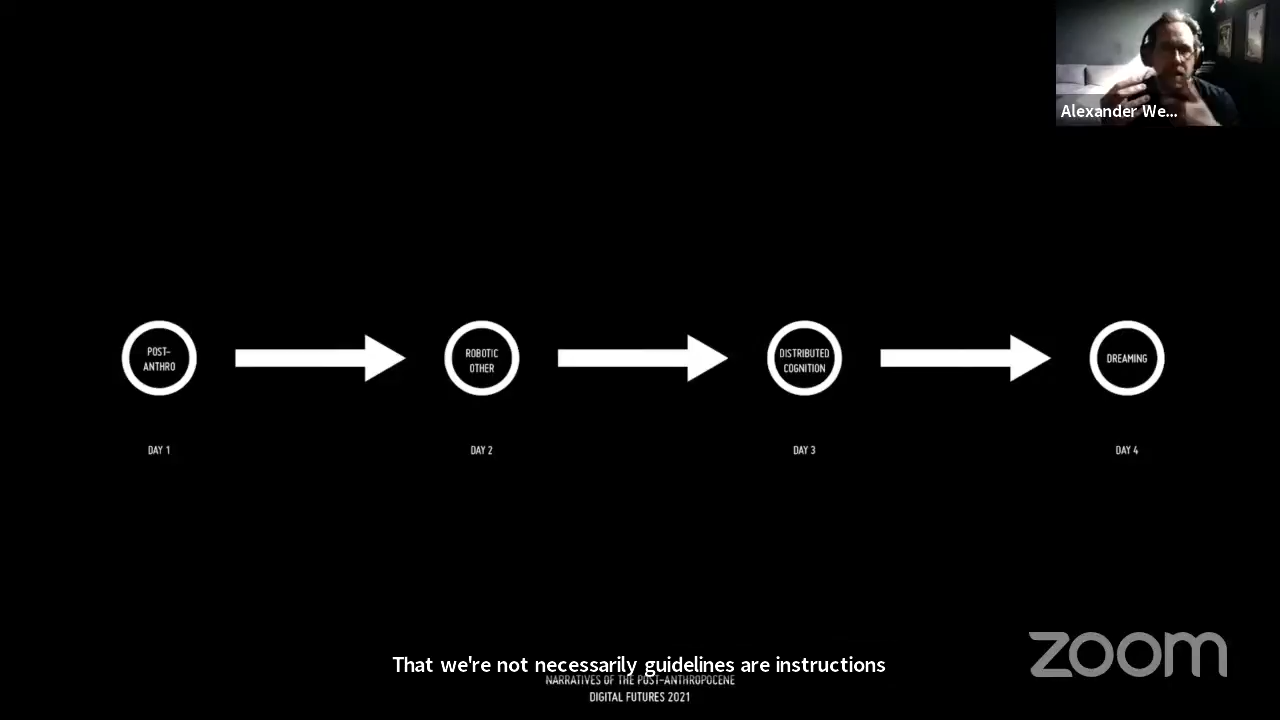 Alexander We...
POST-
ANTHRO
ROBOTIC
OTHER
DISTRIBUTED
COGNITION
DREAMING
DAY 1
DAY 2
DAY 3
DAY 4
That we're not necessarily guidelines are instructions
NARRATIVES OF THE POST-ANTHROPOCENE
DIGITAL FUTURES 2021
zoom